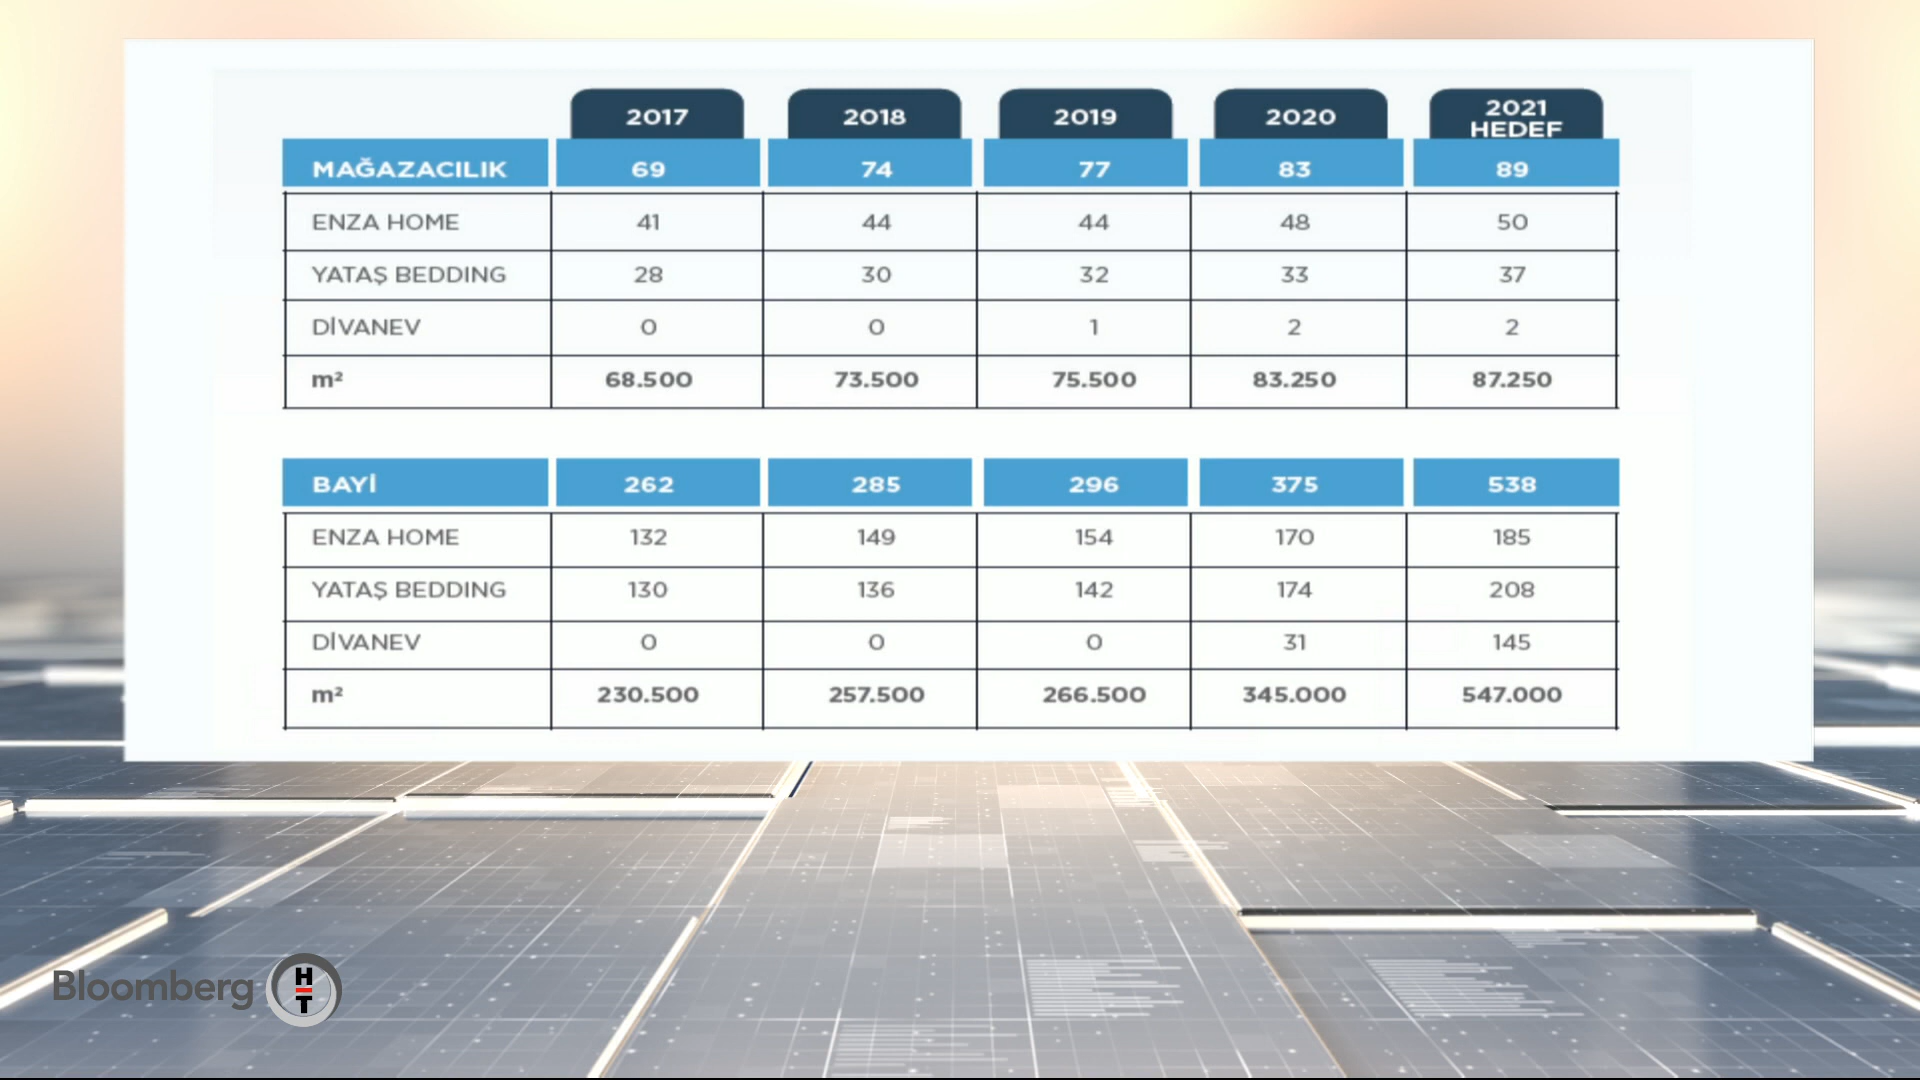 2017 2018 2019 2020 2021 HEDEF
MAĞAZACILIK 69 74 77 83 89
ENZA HOME 41 44 44 48 50
YATAŞ BEDDING 28 30 32 33 37
DİVANEV 0 0 1 2 2
m² 68.500 73.500 75.500 83.250 87.250
BAYİ 262 285 296 375 538
ENZA HOME 132 149 154 170 185
YATAŞ BEDDING 130 136 142 174 208
DİVANEV 0 0 0 31 145
m² 230.500 257.500 266.500 345.000 547.000
Bloomberg HT